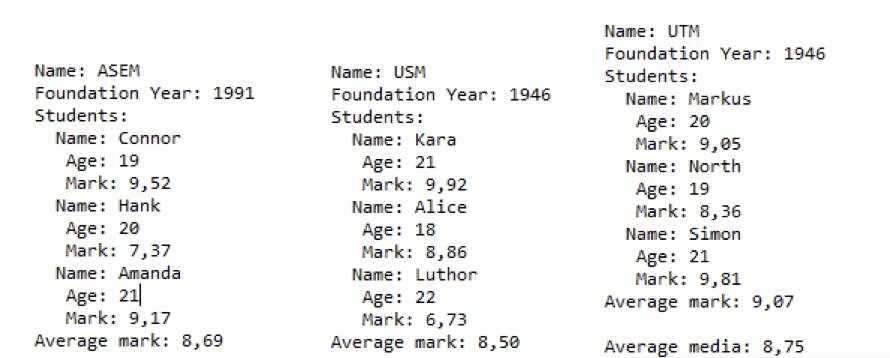 Name: ASEM
Foundation Year: 1991
Students:
  Name: Connor
   Age: 19
   Mark: 9,52
  Name: Hank
   Age: 20
   Mark: 7,37
  Name: Amanda
   Age: 21
   Mark: 9,17
Average mark: 8,69
Name: USM
Foundation Year: 1946
Students:
  Name: Kara
   Age: 21
   Mark: 9,92
  Name: Alice
   Age: 18
   Mark: 8,86
  Name: Luthor
   Age: 22
   Mark: 6,73
Average mark: 8,50
Name: UTM
Foundation Year: 1946
Students:
  Name: Markus
   Age: 20
   Mark: 9,05
  Name: North
   Age: 19
   Mark: 8,36
  Name: Simon
   Age: 21
   Mark: 9,81
Average mark: 9,07

Average media: 8,75